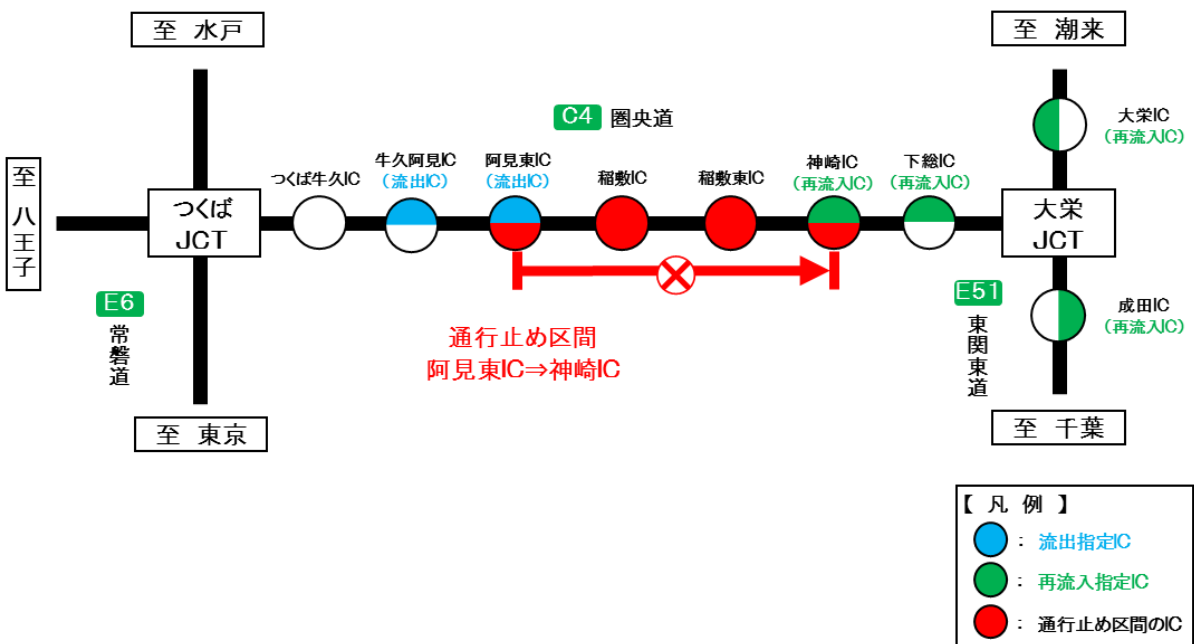 至 水戸
至 潮来
C4 圏央道
大栄IC
(再流入IC)
至 八王子
つくば牛久IC
牛久阿見IC
(流出IC)
阿見東IC
(流出IC)
稲敷IC
稲敷東IC
神崎IC
(再流入IC)
下総IC
(再流入IC)
つくば
JCT
大栄
JCT
E6
常磐道
E51
東関東道
成田IC
(再流入IC)
通行止め区間
阿見東IC⇒神崎IC
至 東京
至 千葉
【 凡 例 】
: 流出指定IC
: 再流入指定IC
: 通行止め区間のIC